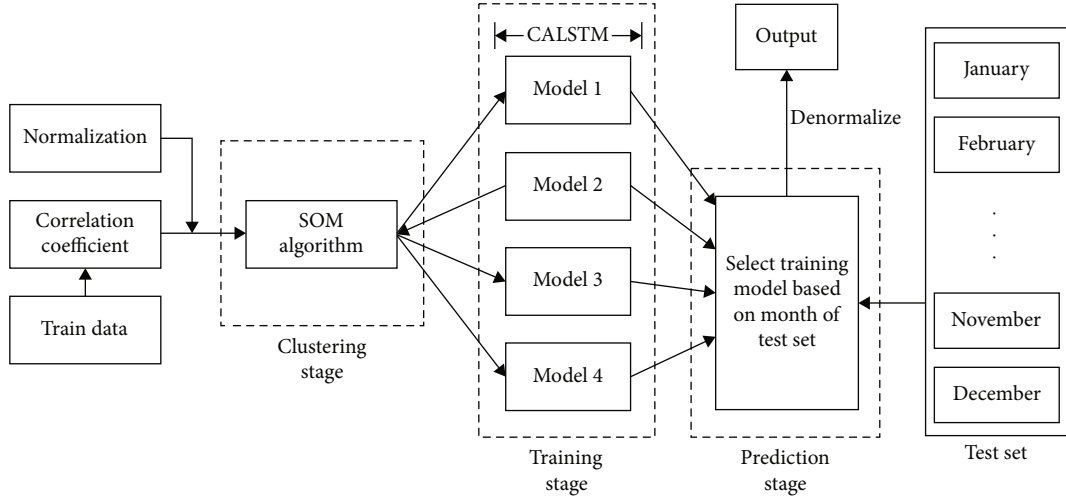 Normalization
Correlation
coefficient
Train data
SOM
algorithm
Clustering
stage
CALSTM
Model 1
Model 2
Model 3
Model 4
Training
stage
Output
Denormalize
Select training
model based
on month of
test set
Prediction
stage
January
February
.
.
.
November
December
Test set